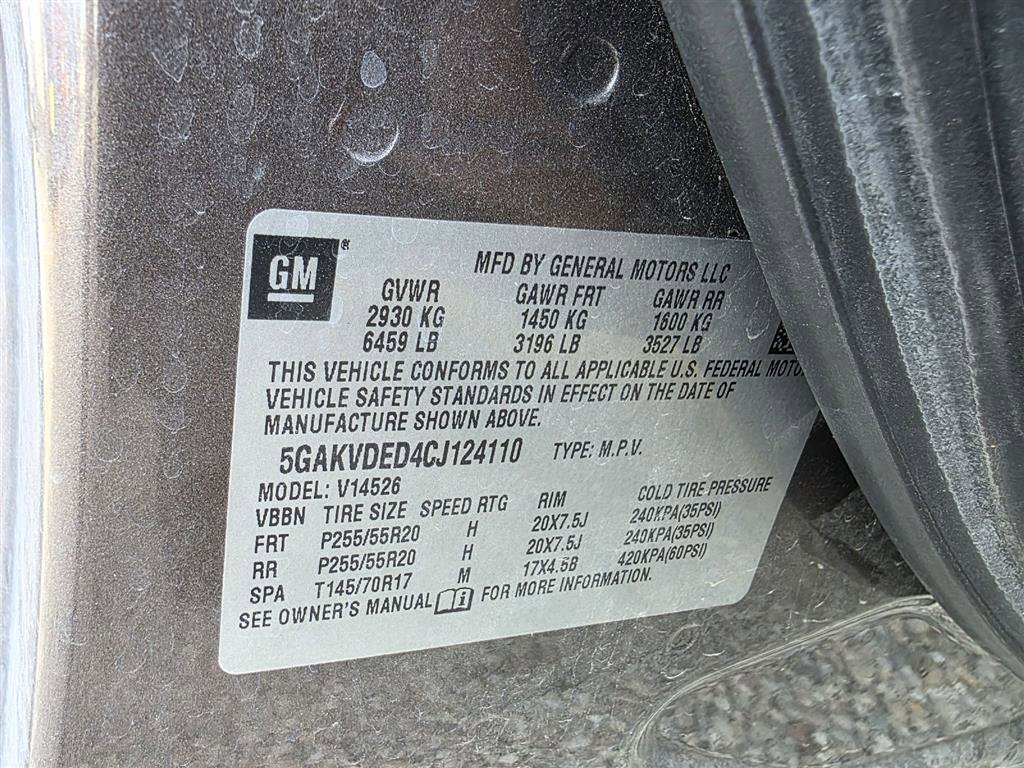 GM
MFD BY GENERAL MOTORS LLC
GVWR GAWR FRT GAWR RR
2930 KG 1450 KG 1600 KG
6459 LB 3196 LB 3527 LB
THIS VEHICLE CONFORMS TO ALL APPLICABLE U.S. FEDERAL MOTO
VEHICLE SAFETY STANDARDS IN EFFECT ON THE DATE OF
MANUFACTURE SHOWN ABOVE.
5GAKVDED4CJ124110 TYPE: M.P.V.
MODEL: V14526
VBBN TIRE SIZE SPEED RTG RIM COLD TIRE PRESSURE
FRT P255/55R20 H 20X7.5J 240KPA(35PSI)
RR P255/55R20 H 20X7.5J 240KPA(35PSI)
SPA T145/70R17 M 17X4.5B 420KPA(60PSI)
SEE OWNER'S MANUAL FOR MORE INFORMATION.